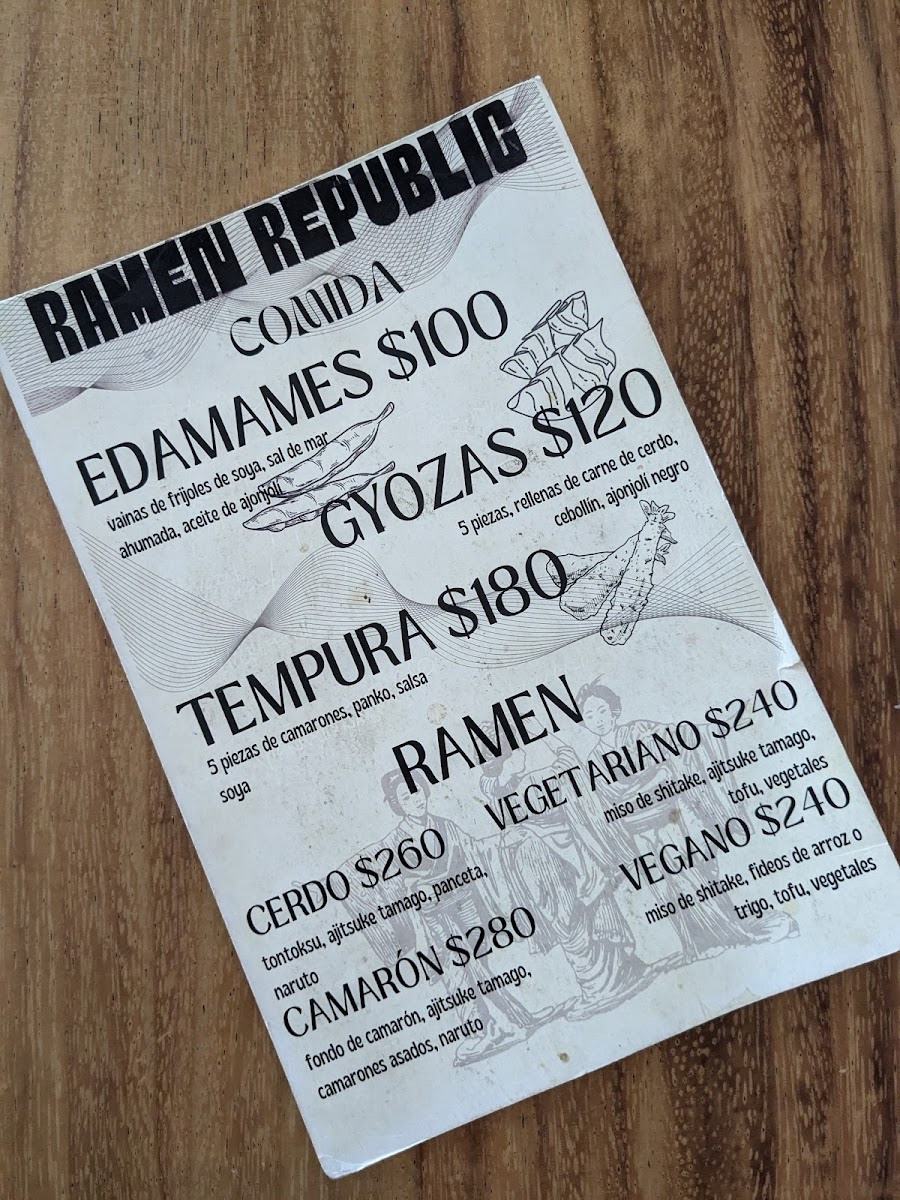 RAMEN REPUBLIC
COMIDA
EDAMAMES $100
vainas de frijoles de soya, sal de mar
ahumada, aceite de ajonjolí
GYOZAS $120
5 piezas, rellenas de carne de cerdo,
cebollín, ajonjolí negro
TEMPURA $180
5 piezas de camarones, panko, salsa
soya
RAMEN
VEGETARIANO $240
miso de shitake, ajitsuke tamago,
tofu, vegetales
CERDO $260
tontoksu, ajitsuke tamago, panceta,
naruto
VEGANO $240
miso de shitake, fideos de arroz o
trigo, tofu, vegetales
CAMARÓN $280
fondo de camarón, ajitsuke tamago,
camarones asados, naruto